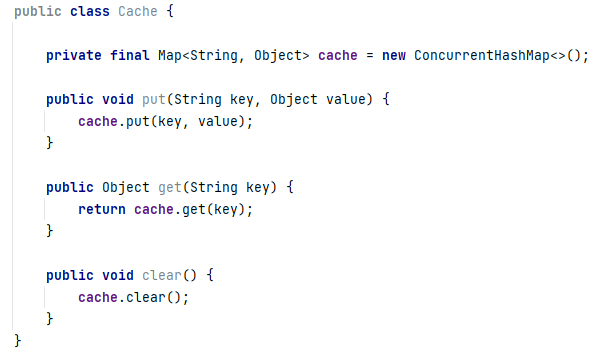 public class Cache {
private final Map<String, Object> cache = new ConcurrentHashMap<>();
public void put(String key, Object value) {
cache.put(key, value);
}
public Object get(String key) {
return cache.get(key);
}
public void clear() {
cache.clear();
}
}